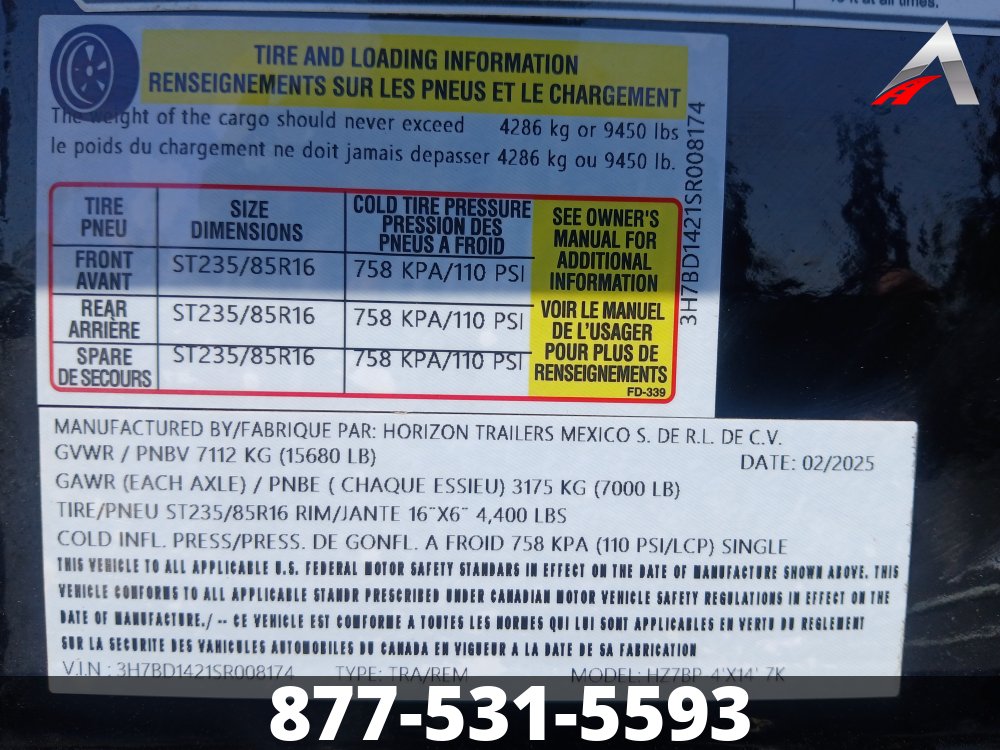 to it at all times.
TIRE AND LOADING INFORMATION
RENSEIGNEMENTS SUR LES PNEUS ET LE CHARGEMENT
The weight of the cargo should never exceed 4286 kg or 9450 lbs
le poids du chargement ne doit jamais depasser 4286 kg ou 9450 lb.
3H7BD1421SR008174
TIRE PNEU
SIZE DIMENSIONS
COLD TIRE PRESSURE
PRESSION DES
PNEUS A FROID
FRONT
AVANT
ST235/85R16
758 KPA/110 PSI
REAR
ARRIÈRE
ST235/85R16
758 KPA/110 PSI
SPARE
DE SECOURS
ST235/85R16
758 KPA/110 PSI
SEE OWNER'S
MANUAL FOR
ADDITIONAL
INFORMATION
VOIR LE MANUEL
DE L'USAGER
POUR PLUS DE
RENSEIGNEMENTS
FD-339
MANUFACTURED BY/FABRIQUE PAR: HORIZON TRAILERS MEXICO S. DE R.L. DE C.V.
GVWR / PNBV 7112 KG (15680 LB)
DATE: 02/2025
GAWR (EACH AXLE) / PNBE ( CHAQUE ESSIEU) 3175 KG (7000 LB)
TIRE/PNEU ST235/85R16 RIM/JANTE 16"X6" 4,400 LBS
COLD INFL. PRESS/PRESS. DE GONFL. A FROID 758 KPA (110 PSI/LCP) SINGLE
THIS VEHICLE TO ALL APPLICABLE U.S. FEDERAL MOTOR SAFETY STANDARS IN EFFECT ON THE DATE OF MANUFACTURE SHOWN ABOVE. THIS
VEHICLE CONFORMS TO ALL APPLICABLE STANDR PRESCRIBED UNDER CANADIAN MOTOR VEHICLE SAFETY REGULATIONS IN EFFECT ON THE
DATE OF MANUFACTURE./ -- CE VEHICLE EST CONFORME A TOUTES LES NORMES QUI LUI SONT APPLICABLES EN VERTU DU REGLEMENT
SUR LA SECURITE DES VAHICULES AUTOMOBILES DU CANADA EN VIGUEUR A LA DATE DE SA FABRICATION
V.I.N : 3H7BD1421SR008174 TYPE: TRA/REM MODEL: HZ7BP 4'X14' 7K
877-531-5593